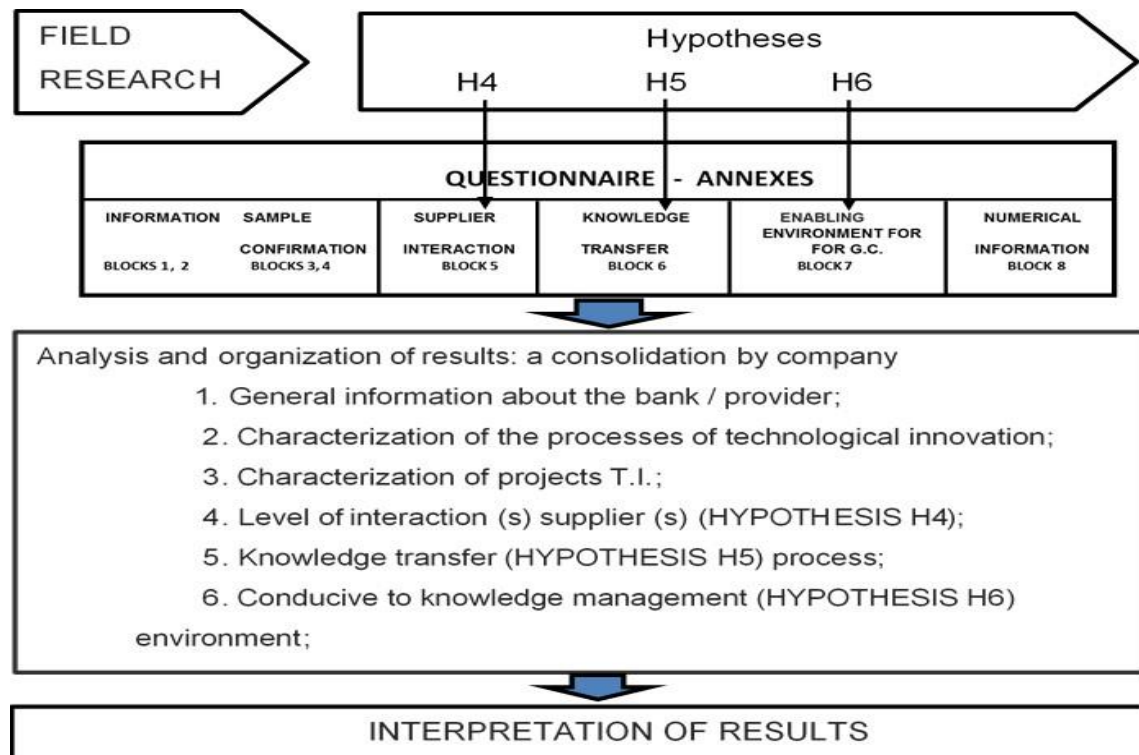 FIELD
RESEARCH
Hypotheses
H4 H5 H6
QUESTIONNAIRE - ANNEXES
INFORMATION SAMPLE
CONFIRMATION
BLOCKS 1, 2 BLOCKS 3,4
SUPPLIER
INTERACTION
BLOCK 5
KNOWLEDGE
TRANSFER
BLOCK 6
ENABLING
ENVIRONMENT FOR
FOR G.C.
BLOCK 7
NUMERICAL
INFORMATION
BLOCK 8
Analysis and organization of results: a consolidation by company
1. General information about the bank / provider;
2. Characterization of the processes of technological innovation;
3. Characterization of projects T.I.;
4. Level of interaction (s) supplier (s) (HYPOTHESIS H4);
5. Knowledge transfer (HYPOTHESIS H5) process;
6. Conducive to knowledge management (HYPOTHESIS H6)
environment;
INTERPRETATION OF RESULTS